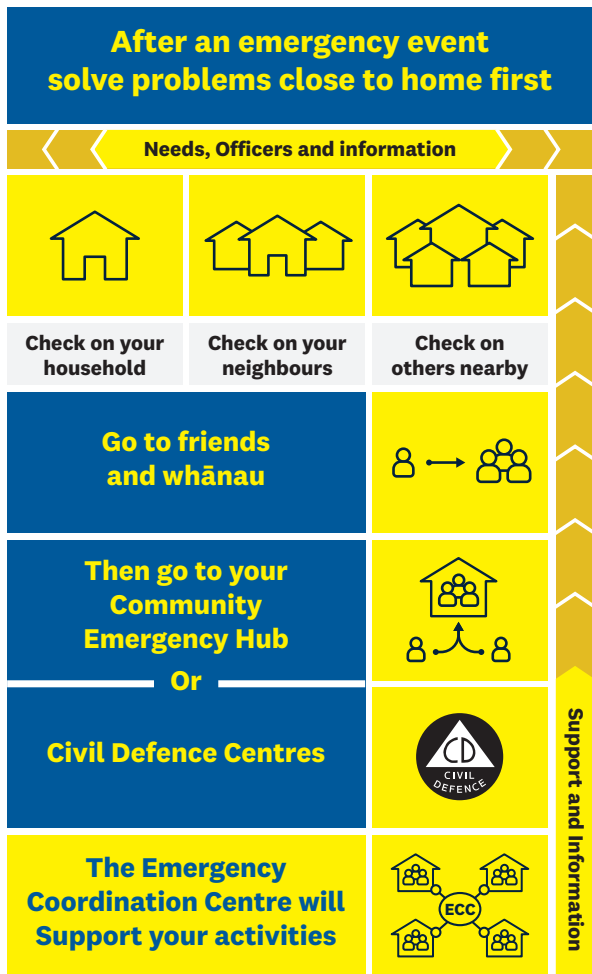 After an emergency event
solve problems close to home first
Needs, Officers and information
Check on your
household
Check on your
neighbours
Check on
others nearby
Go to friends
and whānau
Then go to your
Community
Emergency Hub
Or
Civil Defence Centres
CD
CIVIL
DEFENCE
The Emergency
Coordination Centre will
Support your activities
ECC
Support and Information